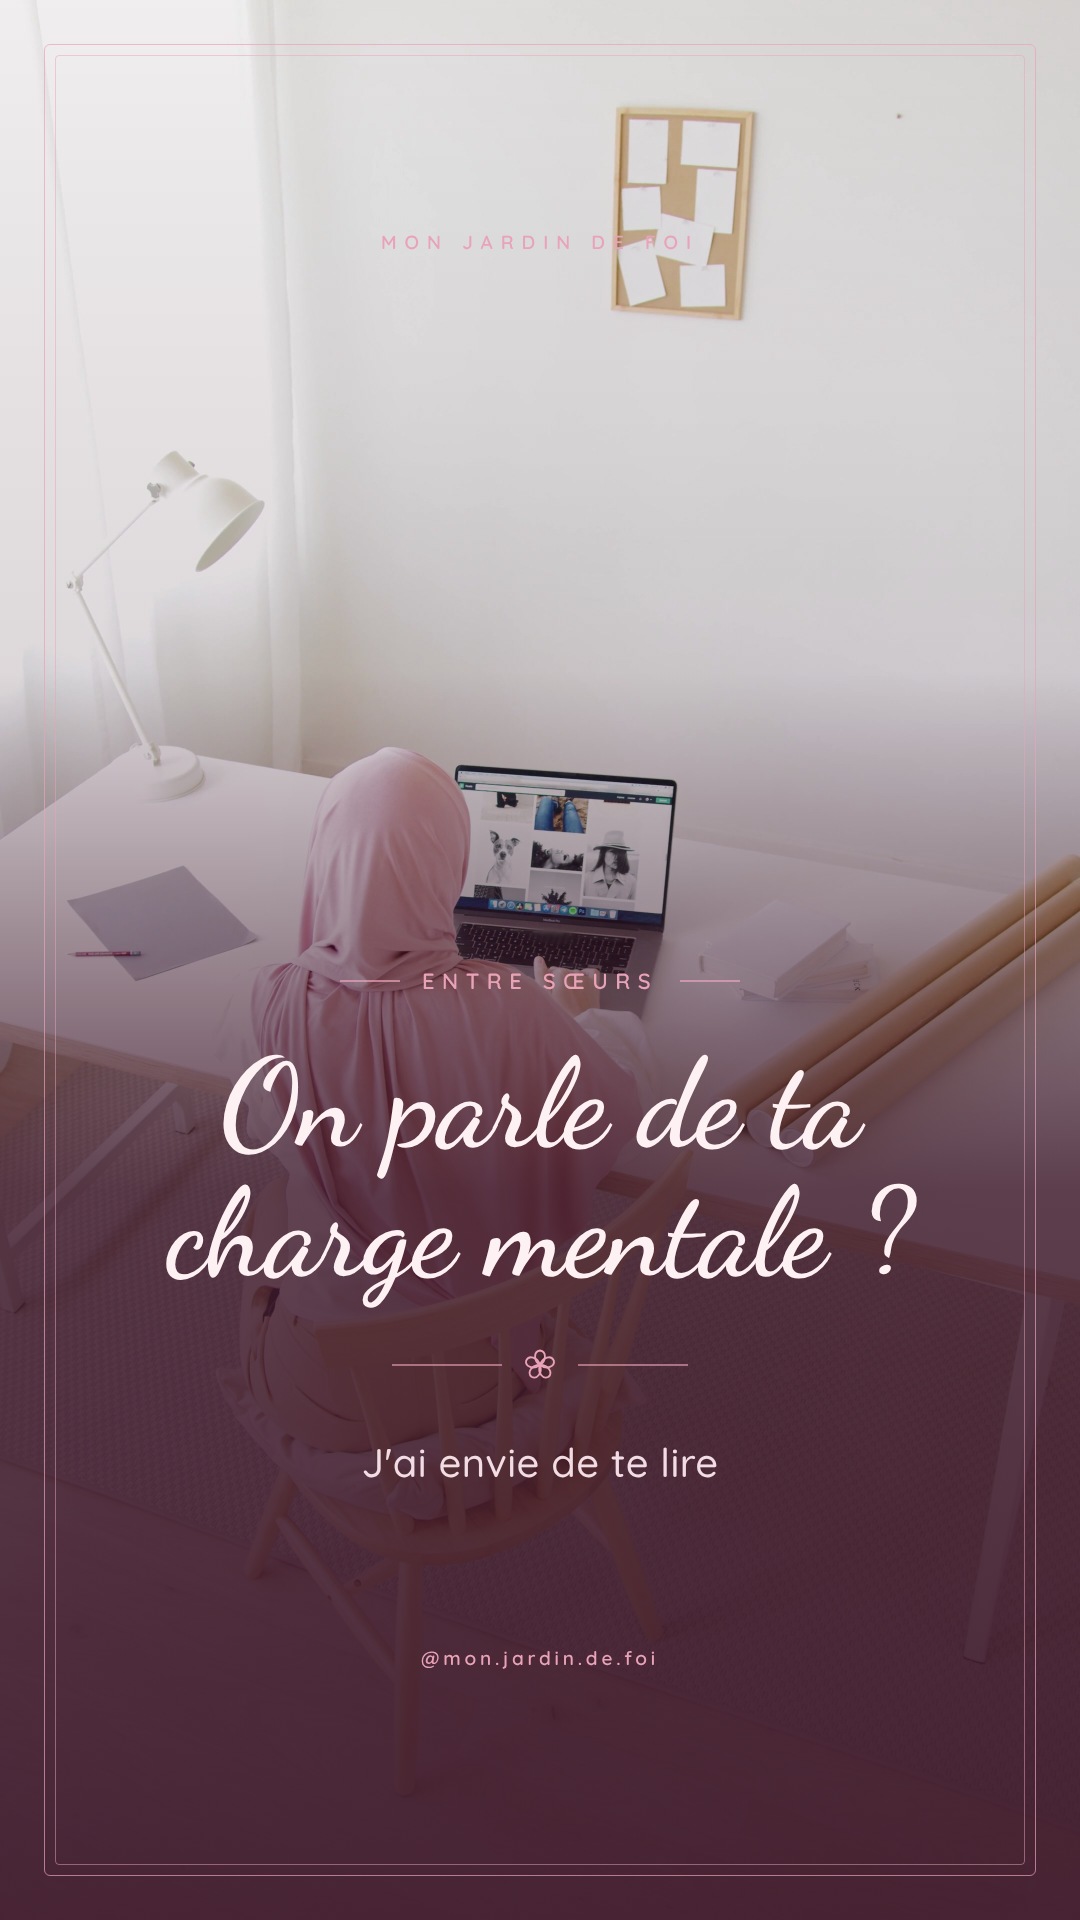 MON JARDIN DE FOI
ENTRE SŒURS
On parle de ta
charge mentale ?
J'ai envie de te lire
@mon.jardin.de.foi